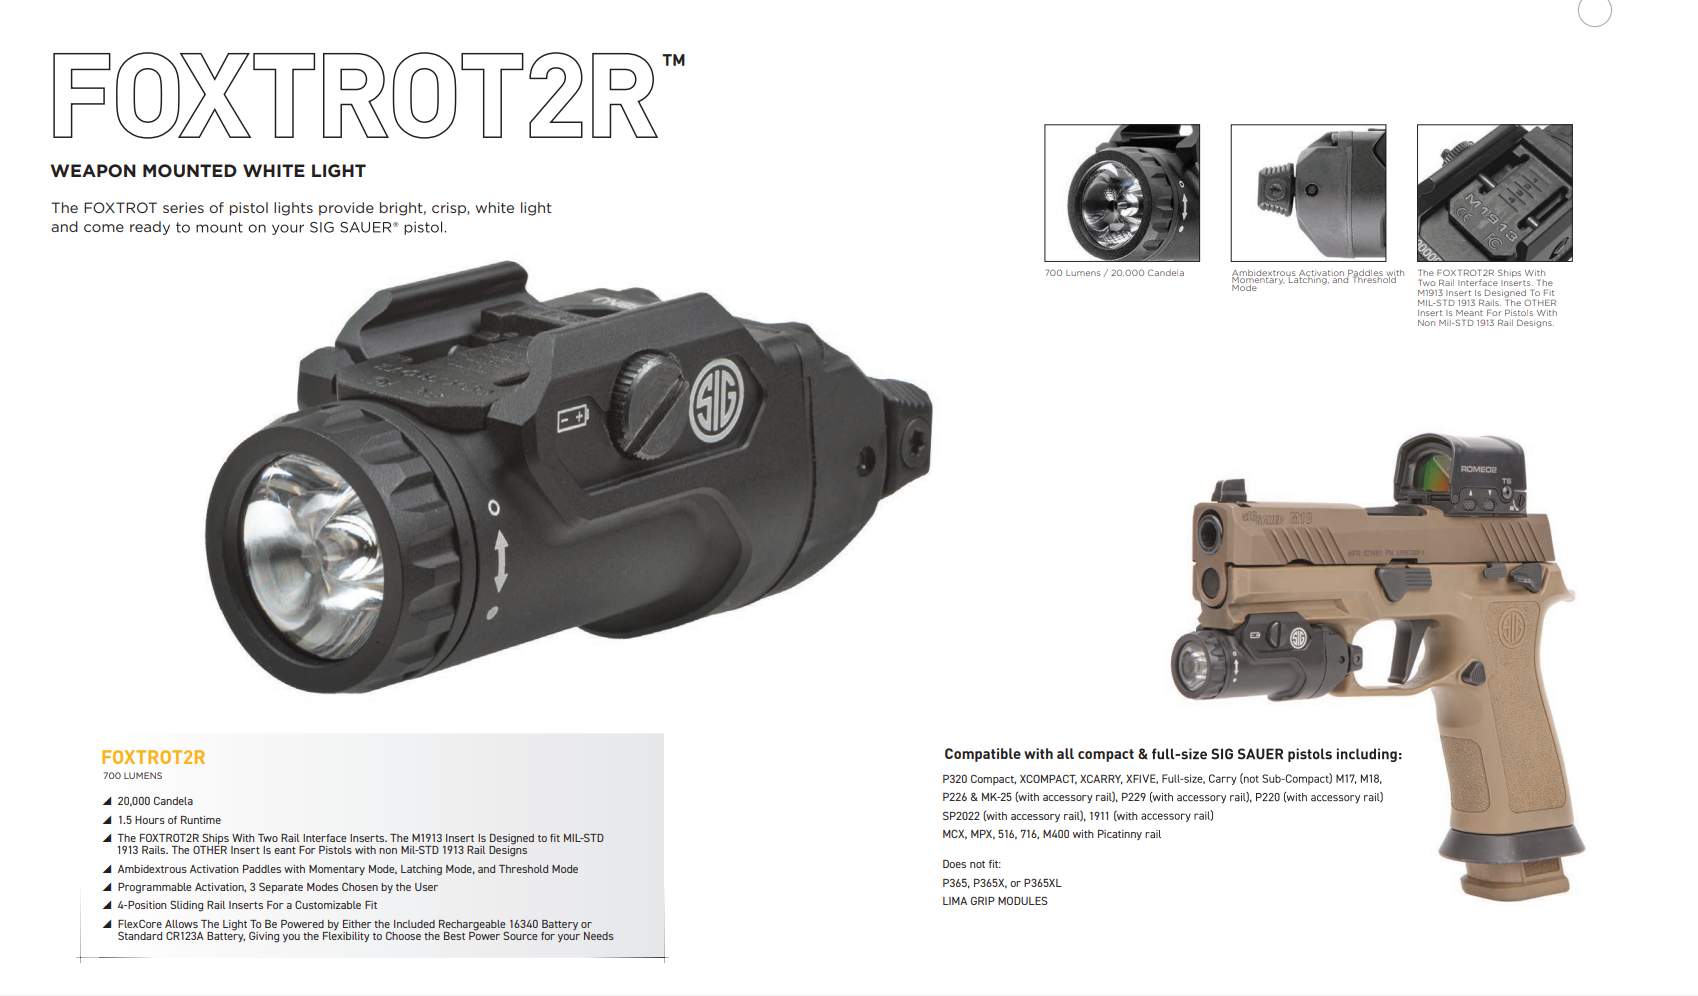 FOXTROT2R™
WEAPON MOUNTED WHITE LIGHT
The FOXTROT series of pistol lights provide bright, crisp, white light
and come ready to mount on your SIG SAUER® pistol.
SIG
M1913
700 Lumens / 20,000 Candela
Ambidextrous Activation Paddles with
Momentary, Latching, and Threshold
Mode
The FOXTROT2R Ships With
Two Rail Interface Inserts. The
M1913 Insert Is Designed To Fit
MIL-STD 1913 Rails. The OTHER
Insert Is Meant For Pistols With
Non Mil-STD 1913 Rail Designs.
ROMEO2
T6
SIG SAUER M18
SIG
SIG
FOXTROT2R
700 LUMENS
20,000 Candela
1.5 Hours of Runtime
The FOXTROT2R Ships With Two Rail Interface Inserts. The M1913 Insert Is Designed to fit MIL-STD
1913 Rails. The OTHER Insert Is eant For Pistols with non Mil-STD 1913 Rail Designs
Ambidextrous Activation Paddles with Momentary Mode, Latching Mode, and Threshold Mode
Programmable Activation, 3 Separate Modes Chosen by the User
4-Position Sliding Rail Inserts For a Customizable Fit
FlexCore Allows The Light To Be Powered by Either the Included Rechargeable 16340 Battery or
Standard CR123A Battery, Giving you the Flexibility to Choose the Best Power Source for your Needs
Compatible with all compact & full-size SIG SAUER pistols including:
P320 Compact, XCOMPACT, XCARRY, XFIVE, Full-size, Carry (not Sub-Compact) M17, M18,
P226 & MK-25 (with accessory rail), P229 (with accessory rail), P220 (with accessory rail)
SP2022 (with accessory rail), 1911 (with accessory rail)
MCX, MPX, 516, 716, M400 with Picatinny rail
Does not fit:
P365, P365X, or P365XL
LIMA GRIP MODULES